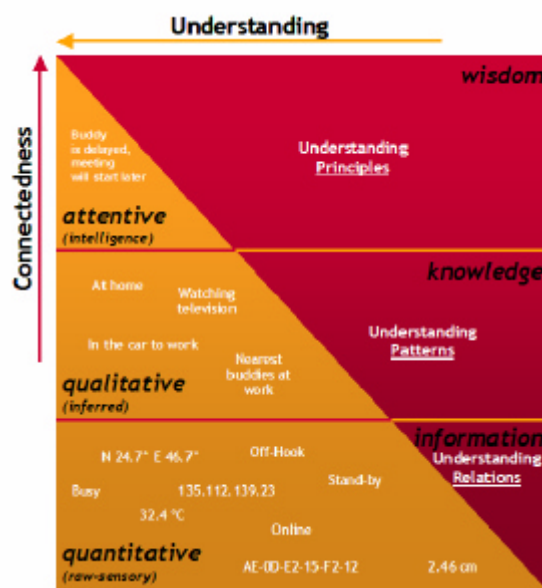 Understanding
Connectedness
wisdom
Buddy
is delayed,
meeting
will start later
Understanding
Principles
attentive
(intelligence)
knowledge
At home
Watching
television
In the car to work
Understanding
Patterns
Nearest
buddies at
work
qualitative
(inferred)
information
N 24.7° E 46.7°
Off-Hook
Understanding
Relations
Busy
135.112.139.23
Stand-by
32.4 °C
Online
quantitative
(raw-sensory)
AE-0D-E2-15-F2-12
2.46 cm